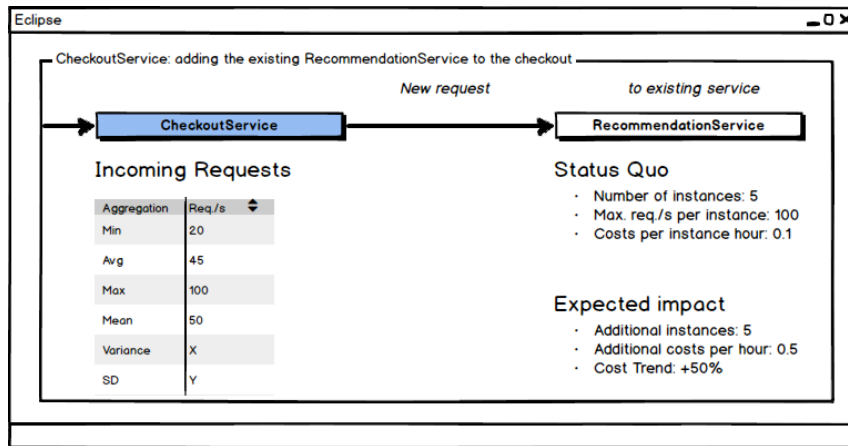 Eclipse
CheckoutService: adding the existing RecommendationService to the checkout
New request
to existing service
CheckoutService
RecommendationService
Incoming Requests
Aggregation Req./s
Min 20
Avg 45
Max 100
Mean 50
Variance X
SD Y
Status Quo
· Number of instances: 5
· Max. req./s per instance: 100
· Costs per instance hour: 0.1
Expected impact
· Additional instances: 5
· Additional costs per hour: 0.5
· Cost Trend: +50%